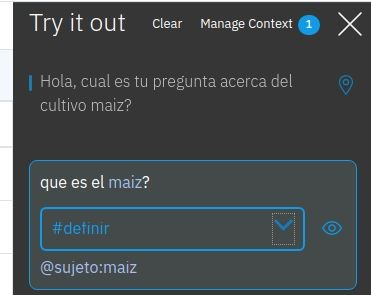 Try it out Clear Manage Context 1
Hola, cual es tu pregunta acerca del
cultivo maiz?
que es el maiz?
#definir
@sujeto:maiz